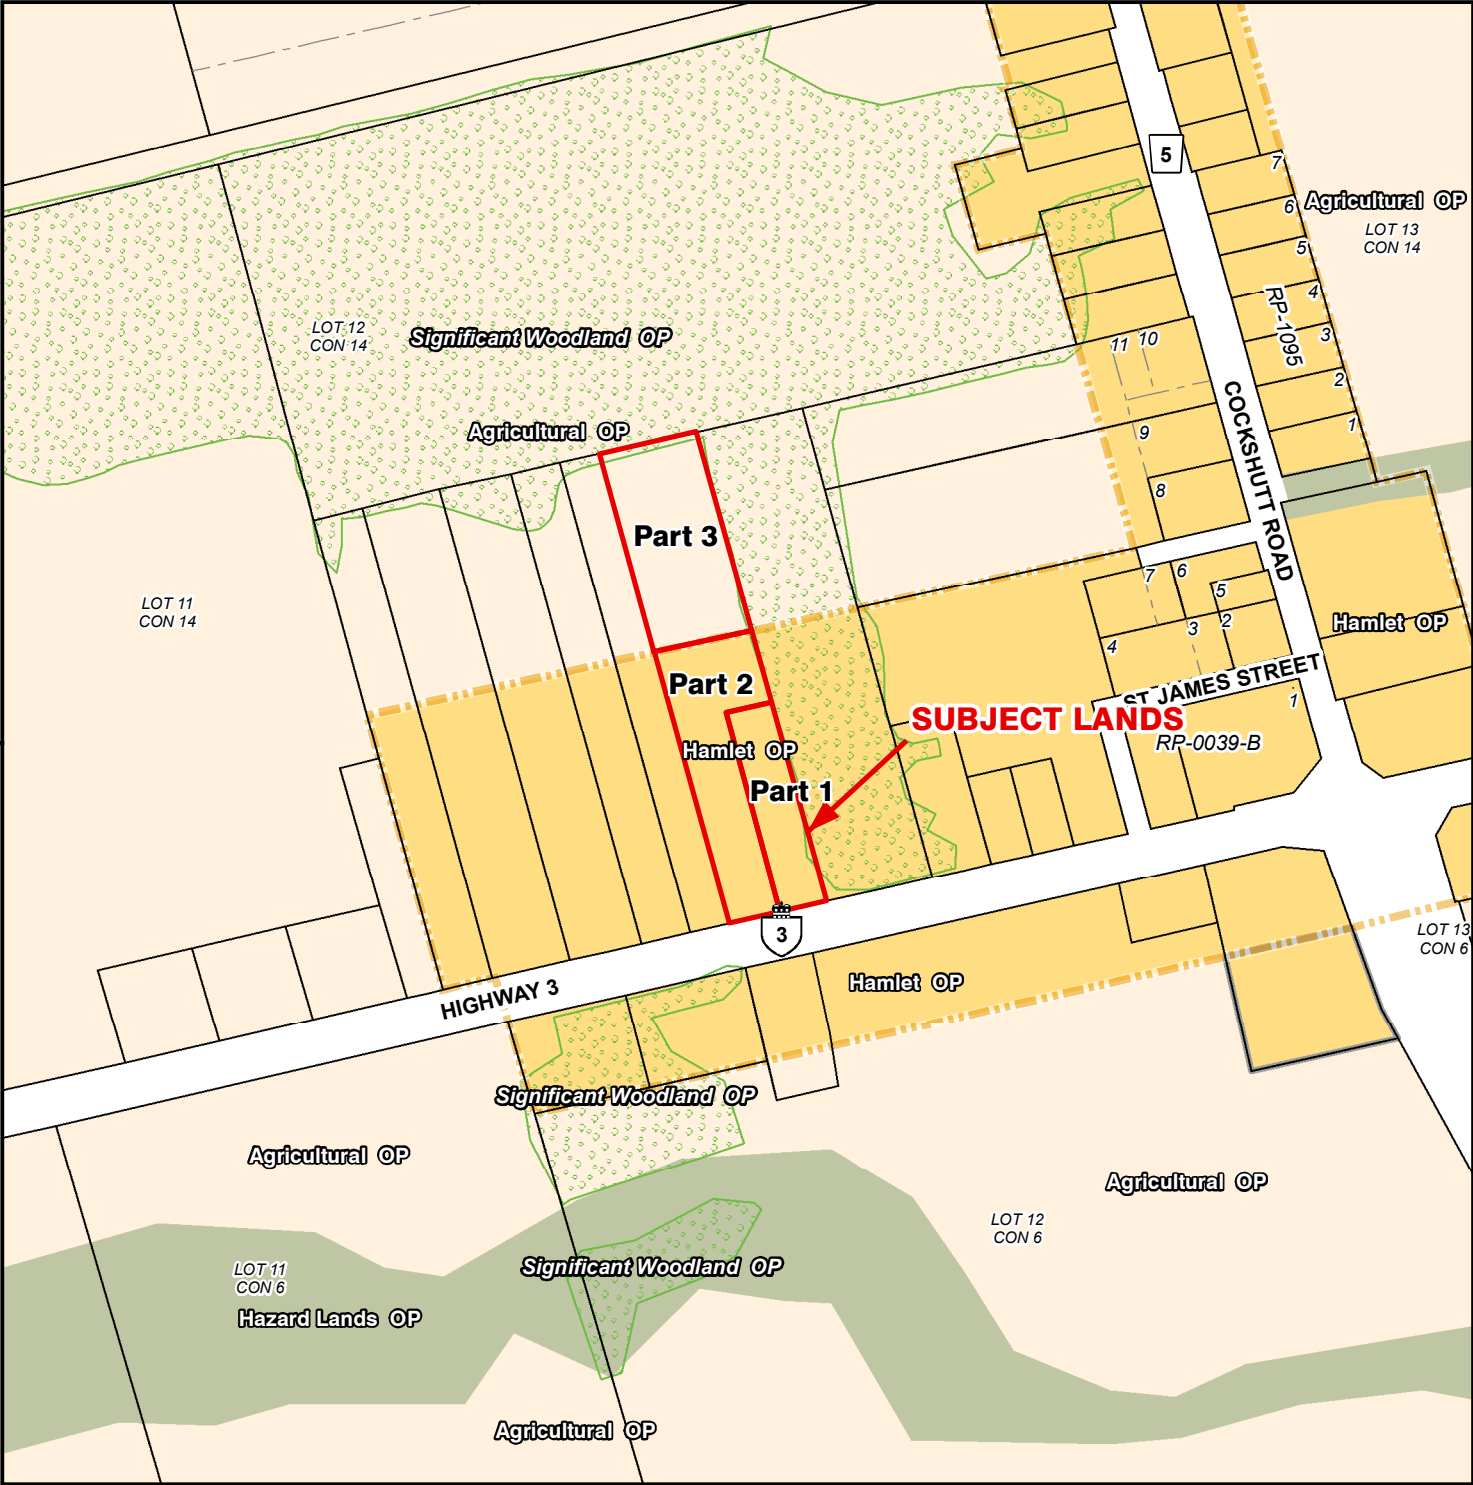 5
7
6
Agricultural OP
LOT 13
CON 14
5
4
RP-1095
3
2
1
LOT 12
CON 14
Significant Woodland OP
11
10
9
8
COCKSHUTT ROAD
Agricultural OP
Part 3
LOT 11
CON 14
7
6
5
4
3
2
Hamlet OP
ST JAMES STREET
1
RP-0039-B
Part 2
SUBJECT LANDS
Hamlet OP
Part 1
3
HIGHWAY 3
Hamlet OP
LOT 13
CON 6
Significant Woodland OP
Agricultural OP
Agricultural OP
LOT 12
CON 6
Significant Woodland OP
LOT 11
CON 6
Hazard Lands OP
Agricultural OP